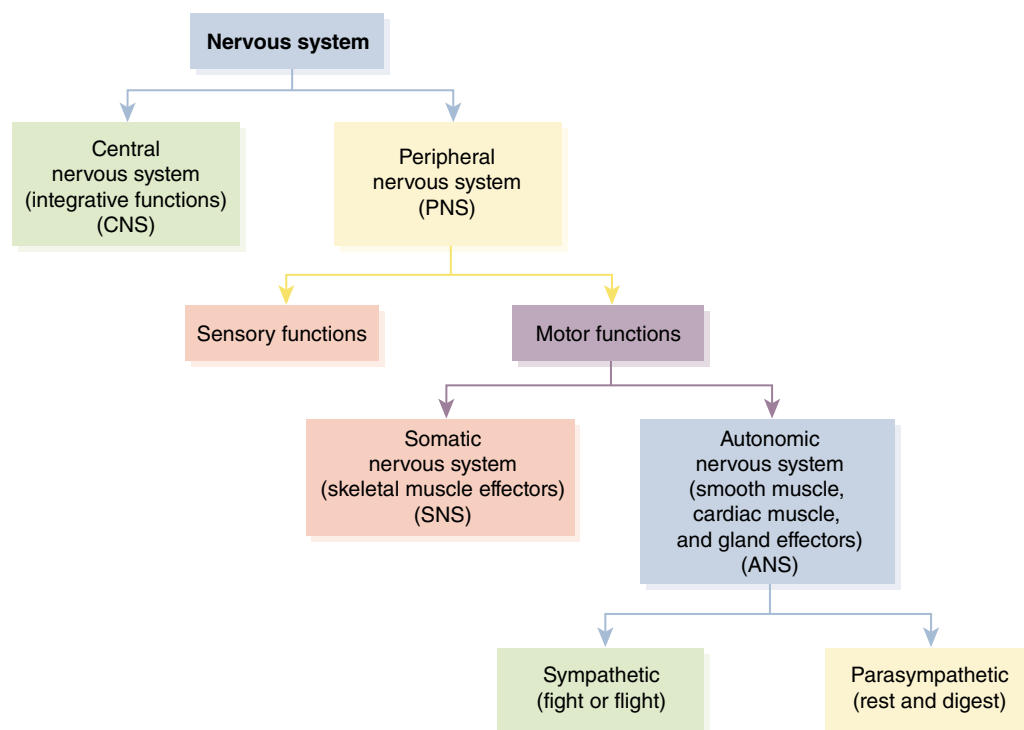 Nervous system
Central
nervous system
(integrative functions)
(CNS)
Peripheral
nervous system
(PNS)
Sensory functions
Motor functions
Somatic
nervous system
(skeletal muscle effectors)
(SNS)
Autonomic
nervous system
(smooth muscle,
cardiac muscle,
and gland effectors)
(ANS)
Sympathetic
(fight or flight)
Parasympathetic
(rest and digest)